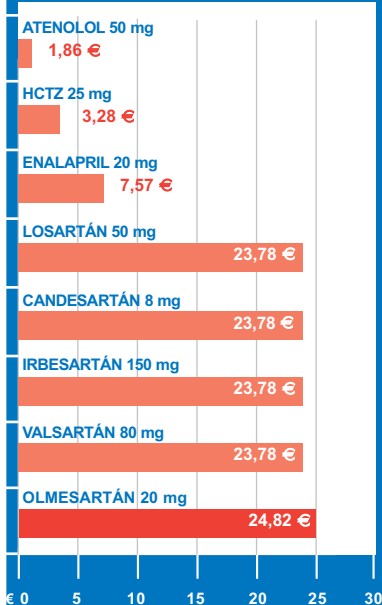 ATENOLOL 50 mg
1,86 €
HCTZ 25 mg
3,28 €
ENALAPRIL 20 mg
7,57 €
LOSARTÁN 50 mg
23,78 €
CANDESARTÁN 8 mg
23,78 €
IRBESARTÁN 150 mg
23,78 €
VALSARTÁN 80 mg
23,78 €
OLMESARTÁN 20 mg
24,82 €
€ 0 5 10 15 20 25 30